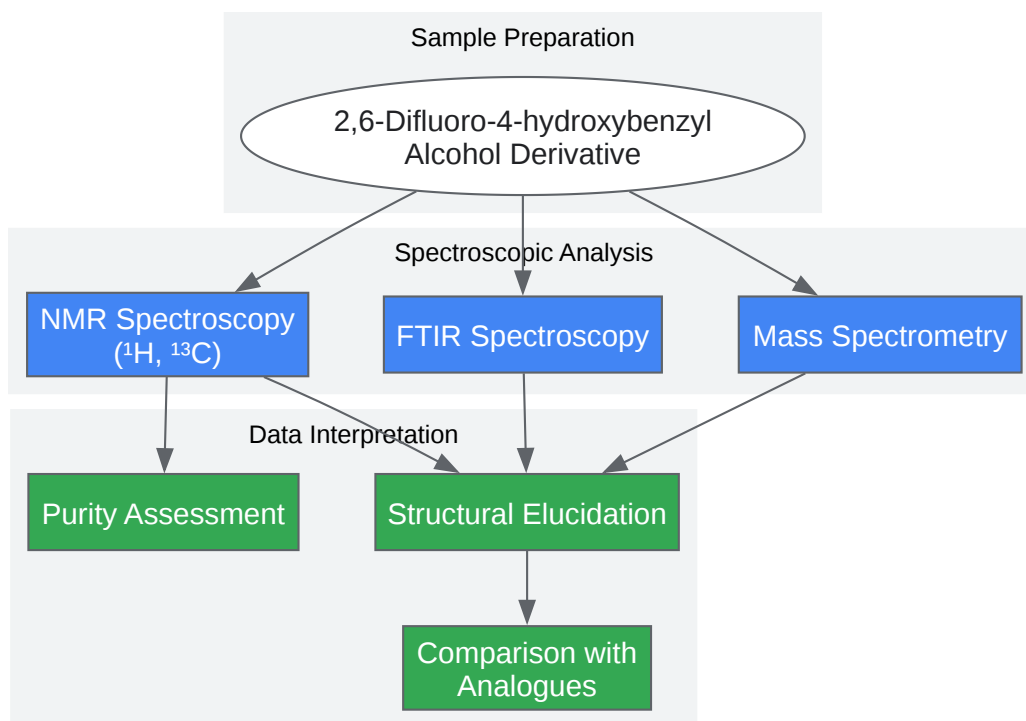 Sample Preparation
2,6-Difluoro-4-hydroxybenzyl
Alcohol Derivative
Spectroscopic Analysis
NMR Spectroscopy
(¹H, ¹³C)
FTIR Spectroscopy
Mass Spectrometry
Data Interpretation
Purity Assessment
Structural Elucidation
Comparison with
Analogues